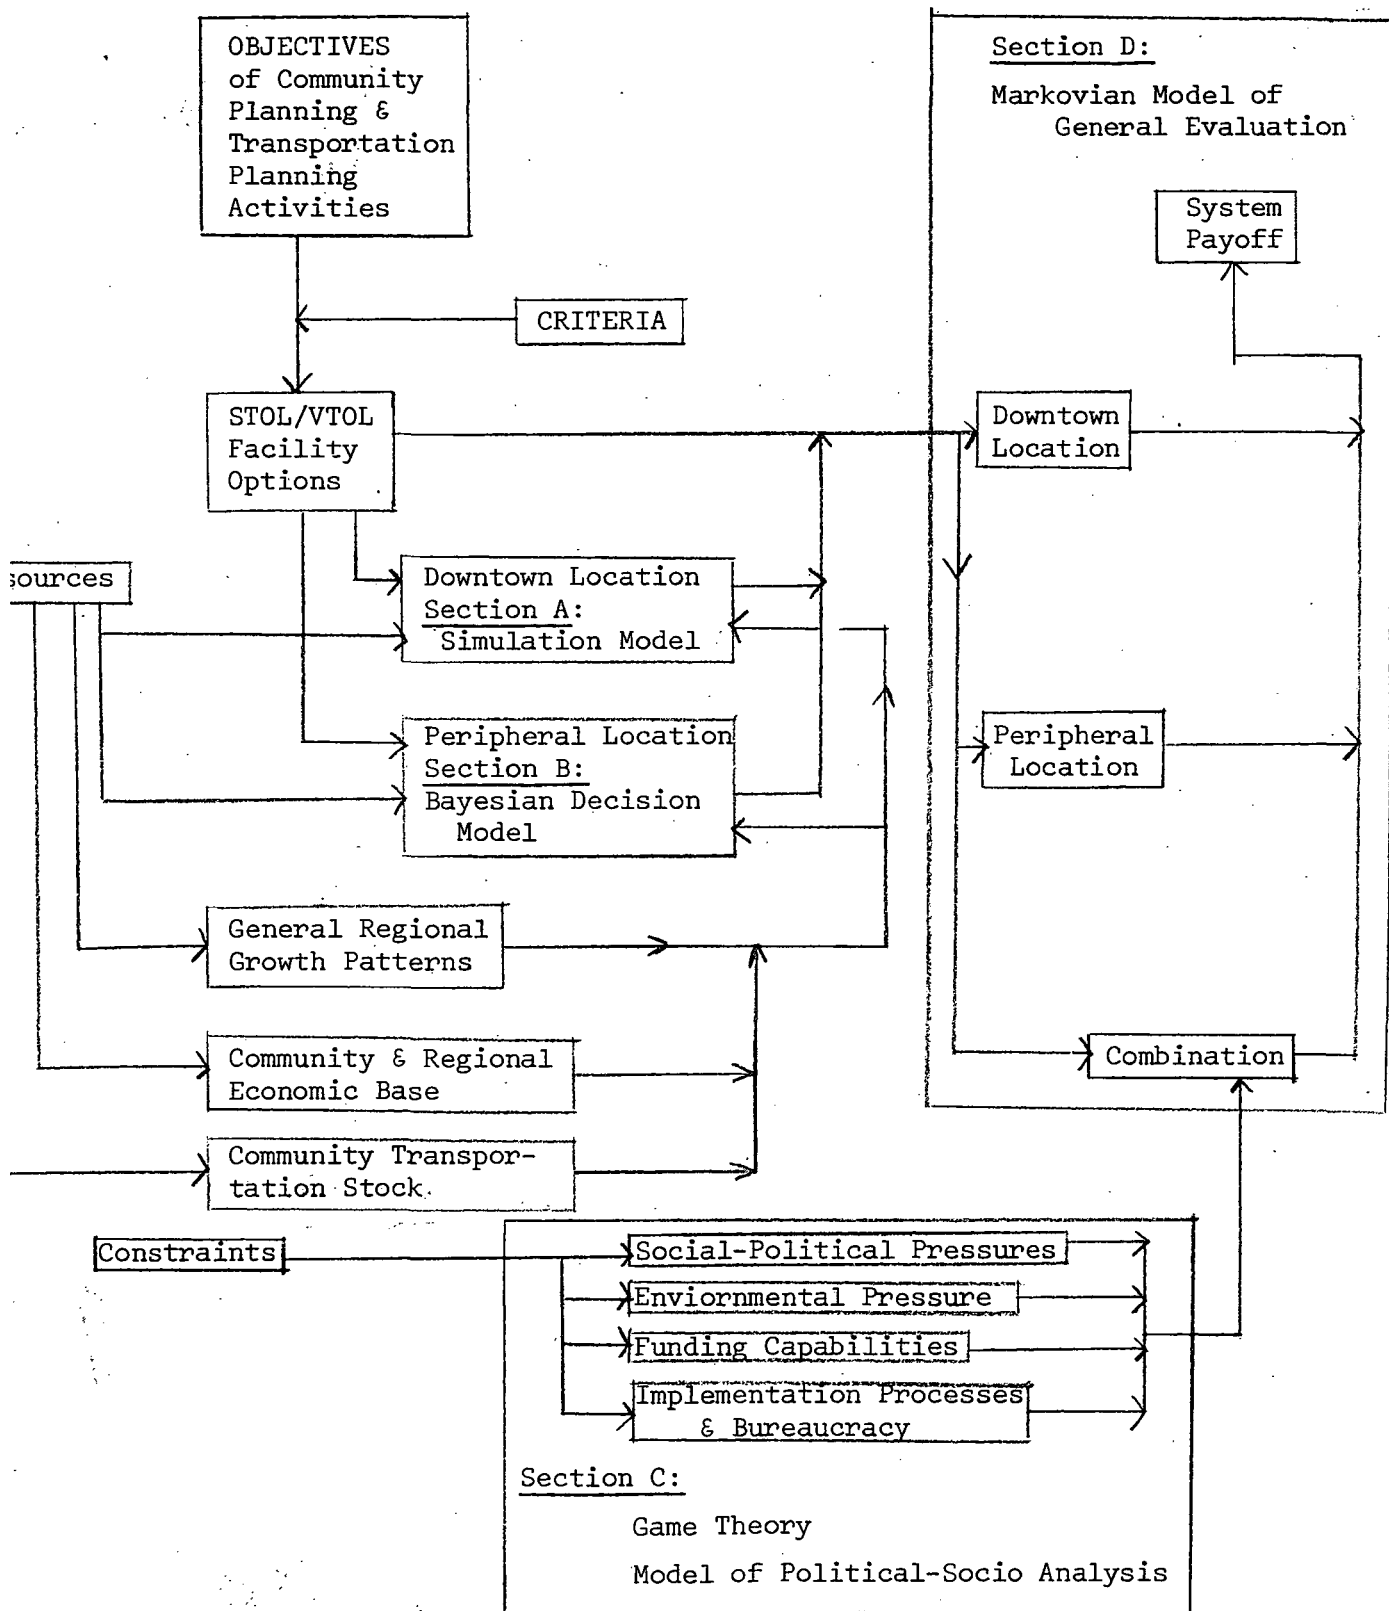 OBJECTIVES
of Community
Planning &
Transportation
Planning
Activities
Section D:
Markovian Model of
General Evaluation
System
Payoff
CRITERIA
STOL/VTOL
Facility
Options
Downtown
Location
sources
Downtown Location
Section A:
Simulation Model
Peripheral Location
Section B:
Bayesian Decision
Model
Peripheral
Location
General Regional
Growth Patterns
Community & Regional
Economic Base
Combination
Community Transpor-
tation Stock.
Constraints
Social-Political Pressures
Enviornmental Pressure
Funding Capabilities
Implementation Processes
& Bureaucracy
Section C:
Game Theory
Model of Political-Socio Analysis